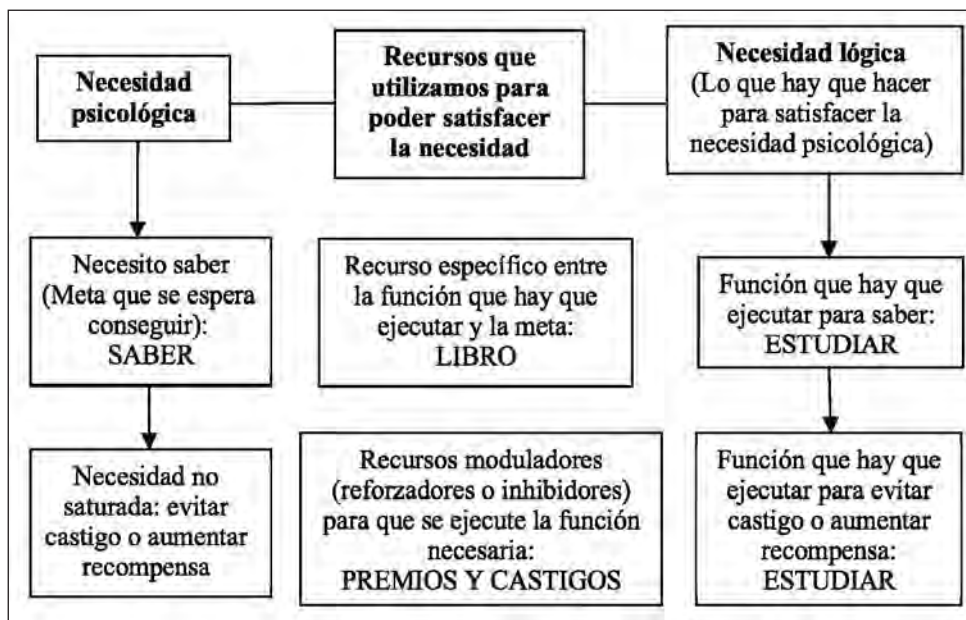 Necesidad
psicológica
Recursos que
utilizamos para
poder satisfacer
la necesidad
Necesidad lógica
(Lo que hay que hacer
para satisfacer la
necesidad psicológica)
Necesito saber
(Meta que se espera
conseguir):
SABER
Recurso específico entre
la función que hay que
ejecutar y la meta:
LIBRO
Función que hay que
ejecutar para saber:
ESTUDIAR
Necesidad no
saturada: evitar
castigo o aumentar
recompensa
Recursos moduladores
(reforzadores o inhibidores)
para que se ejecute la función
necesaria:
PREMIOS Y CASTIGOS
Función que hay que
ejecutar para evitar
castigo o aumentar
recompensa:
ESTUDIAR